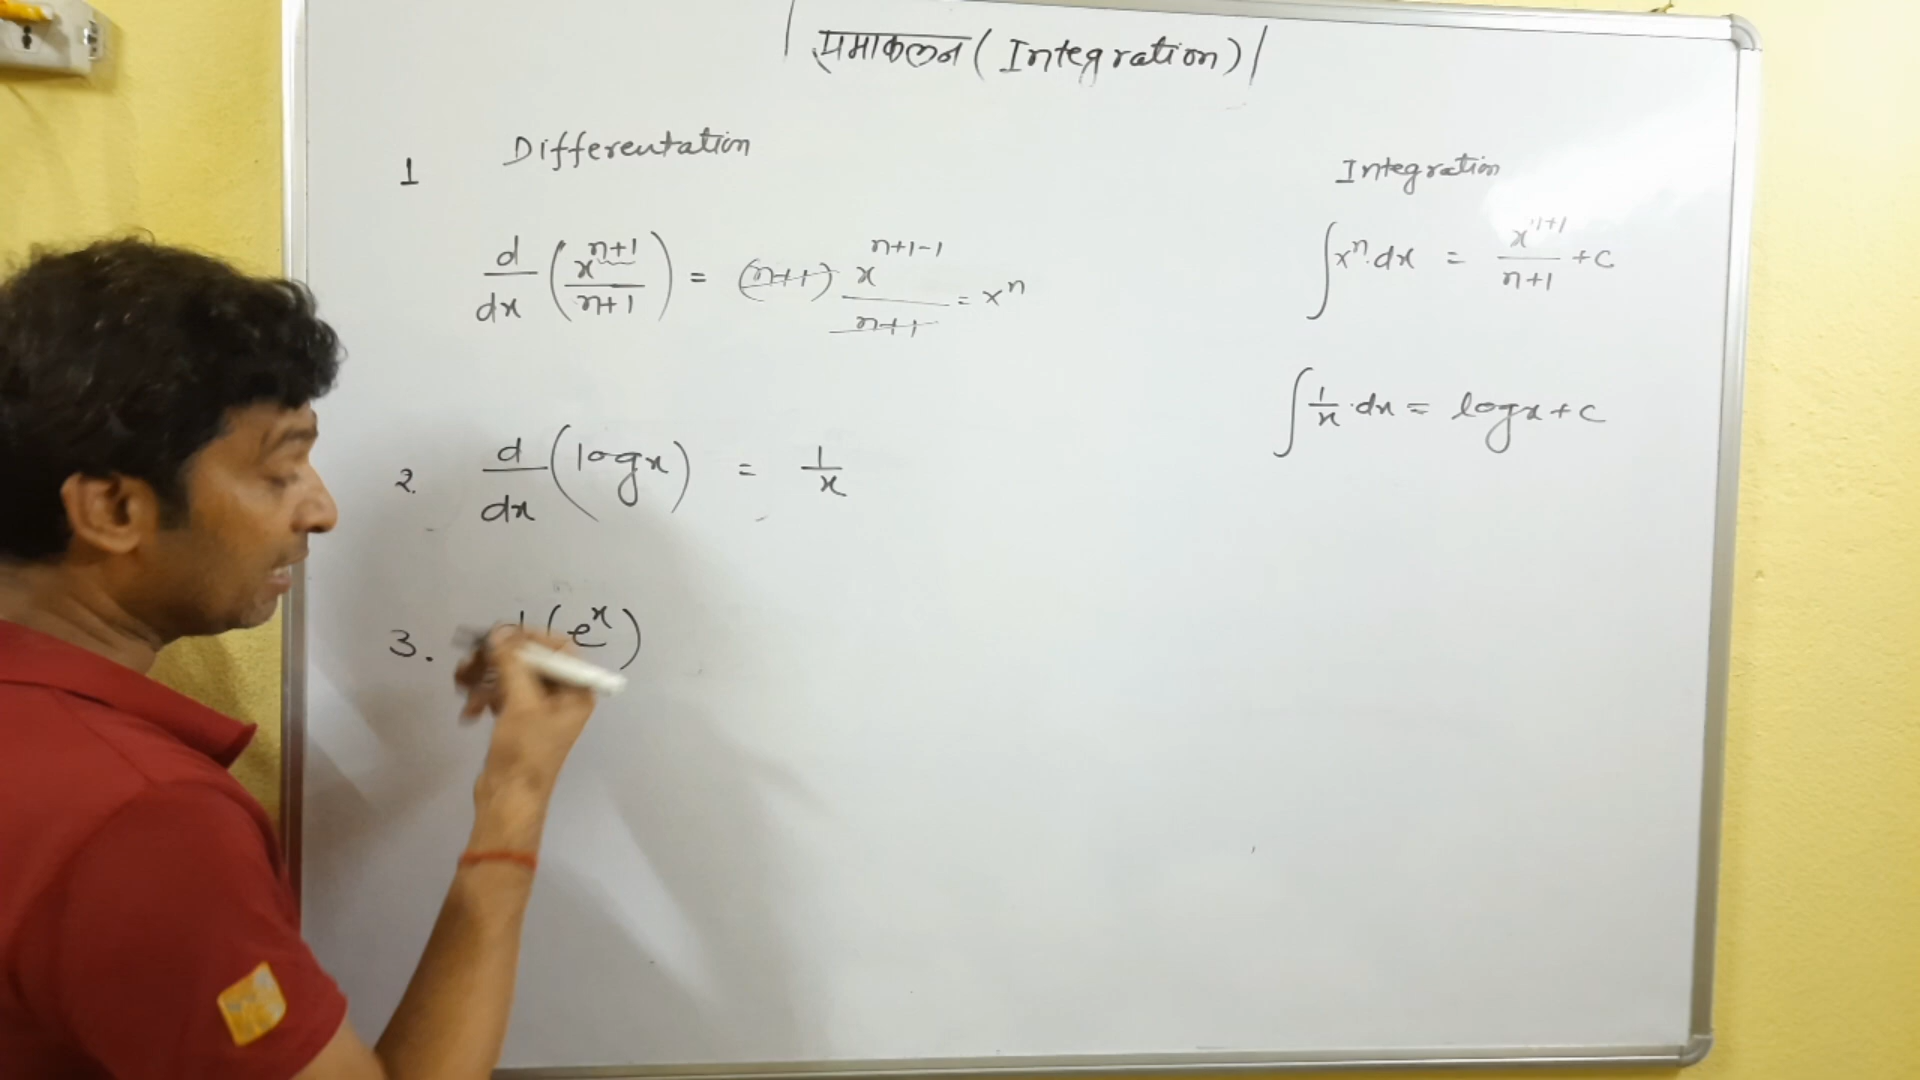 समाकलन ( Integration )
Differentation
Integration
1
d/dx (x^{n+1}/n+1) = (n+1) x^{n+1-1}/n+1 = x^n
∫x^n.dx = x^{n+1}/n+1 + c
2. d/dx (logx) = 1/x
∫1/x.dx = logx + c
3. d (e^x)